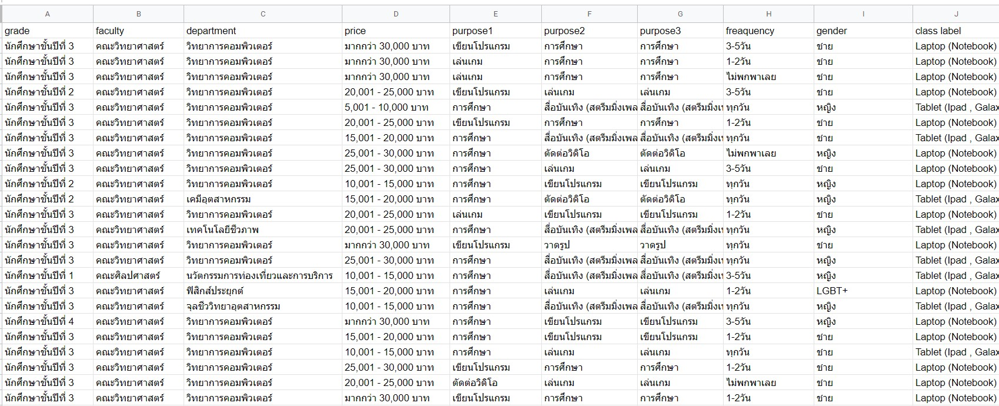 A B C D E F G H I J
grade faculty department price purpose1 purpose2 purpose3 freaquency gender class label
นักศึกษาชั้นปีที่ 3 คณะวิทยาศาสตร์ วิทยาการคอมพิวเตอร์ มากกว่า 30,000 บาท เขียนโปรแกรม การศึกษา การศึกษา 3-5วัน ชาย Laptop (Notebook)
นักศึกษาชั้นปีที่ 3 คณะวิทยาศาสตร์ วิทยาการคอมพิวเตอร์ มากกว่า 30,000 บาท เล่นเกม การศึกษา การศึกษา 1-2วัน ชาย Laptop (Notebook)
นักศึกษาชั้นปีที่ 3 คณะวิทยาศาสตร์ วิทยาการคอมพิวเตอร์ มากกว่า 30,000 บาท เล่นเกม การศึกษา การศึกษา ไม่พกพาเลย ชาย Laptop (Notebook)
นักศึกษาชั้นปีที่ 2 คณะวิทยาศาสตร์ วิทยาการคอมพิวเตอร์ 20,001 - 25,000 บาท เขียนโปรแกรม เล่นเกม เล่นเกม 3-5วัน ชาย Laptop (Notebook)
นักศึกษาชั้นปีที่ 3 คณะวิทยาศาสตร์ วิทยาการคอมพิวเตอร์ 5,001 - 10,000 บาท การศึกษา สื่อบันเทิง (สตรีมมิ่งเพล สื่อบันเทิง (สตรีมมิ่งเ ทุกวัน หญิง Tablet (Ipad , Galax
นักศึกษาชั้นปีที่ 3 คณะวิทยาศาสตร์ วิทยาการคอมพิวเตอร์ 20,001 - 25,000 บาท เขียนโปรแกรม การศึกษา การศึกษา 1-2วัน ชาย Laptop (Notebook)
นักศึกษาชั้นปีที่ 3 คณะวิทยาศาสตร์ วิทยาการคอมพิวเตอร์ 15,001 - 20,000 บาท การศึกษา สื่อบันเทิง (สตรีมมิ่งเพล สื่อบันเทิง (สตรีมมิ่งเ ทุกวัน ชาย Tablet (Ipad , Galax
นักศึกษาชั้นปีที่ 3 คณะวิทยาศาสตร์ วิทยาการคอมพิวเตอร์ 25,001 - 30,000 บาท การศึกษา ตัดต่อวิดิโอ ตัดต่อวิดิโอ ไม่พกพาเลย หญิง Laptop (Notebook)
นักศึกษาชั้นปีที่ 3 คณะวิทยาศาสตร์ วิทยาการคอมพิวเตอร์ 25,001 - 30,000 บาท การศึกษา เล่นเกม เล่นเกม 3-5วัน ชาย Laptop (Notebook)
นักศึกษาชั้นปีที่ 2 คณะวิทยาศาสตร์ วิทยาการคอมพิวเตอร์ 10,001 - 15,000 บาท การศึกษา เขียนโปรแกรม เขียนโปรแกรม ทุกวัน หญิง Laptop (Notebook)
นักศึกษาชั้นปีที่ 2 คณะวิทยาศาสตร์ เคมีอุตสาหกรรม 15,001 - 20,000 บาท การศึกษา ตัดต่อวิดิโอ ตัดต่อวิดิโอ ทุกวัน หญิง Tablet (Ipad , Galax
นักศึกษาชั้นปีที่ 3 คณะวิทยาศาสตร์ วิทยาการคอมพิวเตอร์ 20,001 - 25,000 บาท เล่นเกม เขียนโปรแกรม เขียนโปรแกรม 1-2วัน ชาย Laptop (Notebook)
นักศึกษาชั้นปีที่ 3 คณะวิทยาศาสตร์ เทคโนโลยีชีวภาพ 20,001 - 25,000 บาท การศึกษา สื่อบันเทิง (สตรีมมิ่งเพล สื่อบันเทิง (สตรีมมิ่งเ ทุกวัน หญิง Tablet (Ipad , Galax
นักศึกษาชั้นปีที่ 3 คณะวิทยาศาสตร์ วิทยาการคอมพิวเตอร์ มากกว่า 30,000 บาท เขียนโปรแกรม วาดรูป วาดรูป ทุกวัน ชาย Laptop (Notebook)
นักศึกษาชั้นปีที่ 3 คณะวิทยาศาสตร์ วิทยาการคอมพิวเตอร์ 25,001 - 30,000 บาท การศึกษา สื่อบันเทิง (สตรีมมิ่งเพล สื่อบันเทิง (สตรีมมิ่งเ ทุกวัน หญิง Tablet (Ipad , Galax
นักศึกษาชั้นปีที่ 1 คณะศิลปศาสตร์ นวัตกรรมการท่องเที่ยวและการบริการ 10,001 - 15,000 บาท การศึกษา สื่อบันเทิง (สตรีมมิ่งเพล สื่อบันเทิง (สตรีมมิ่งเ 3-5วัน หญิง Tablet (Ipad , Galax
นักศึกษาชั้นปีที่ 3 คณะวิทยาศาสตร์ ฟิสิกส์ประยุกต์ 15,001 - 20,000 บาท การศึกษา เล่นเกม เล่นเกม 1-2วัน LGBT+ Laptop (Notebook)
นักศึกษาชั้นปีที่ 3 คณะวิทยาศาสตร์ จุลชีววิทยาอุตสาหกรรม 10,001 - 15,000 บาท การศึกษา สื่อบันเทิง (สตรีมมิ่งเพล สื่อบันเทิง (สตรีมมิ่งเ ทุกวัน หญิง Tablet (Ipad , Galax
นักศึกษาชั้นปีที่ 4 คณะวิทยาศาสตร์ วิทยาการคอมพิวเตอร์ มากกว่า 30,000 บาท การศึกษา เขียนโปรแกรม เขียนโปรแกรม 3-5วัน หญิง Laptop (Notebook)
นักศึกษาชั้นปีที่ 3 คณะวิทยาศาสตร์ วิทยาการคอมพิวเตอร์ 15,001 - 20,000 บาท การศึกษา เขียนโปรแกรม เขียนโปรแกรม 1-2วัน ชาย Laptop (Notebook)
นักศึกษาชั้นปีที่ 3 คณะวิทยาศาสตร์ วิทยาการคอมพิวเตอร์ 10,001 - 15,000 บาท การศึกษา เล่นเกม เล่นเกม ทุกวัน ชาย Tablet (Ipad , Galax
นักศึกษาชั้นปีที่ 3 คณะวิทยาศาสตร์ วิทยาการคอมพิวเตอร์ 25,001 - 30,000 บาท เขียนโปรแกรม การศึกษา การศึกษา 1-2วัน ชาย Laptop (Notebook)
นักศึกษาชั้นปีที่ 3 คณะวิทยาศาสตร์ วิทยาการคอมพิวเตอร์ 20,001 - 25,000 บาท ตัดต่อวิดิโอ เล่นเกม เล่นเกม ไม่พกพาเลย ชาย Laptop (Notebook)
นักศึกษาชั้นปีที่ 3 คณะวิทยาศาสตร์ วิทยาการคอมพิวเตอร์ มากกว่า 30,000 บาท เขียนโปรแกรม การศึกษา การศึกษา 1-2วัน ชาย Laptop (Notebook)